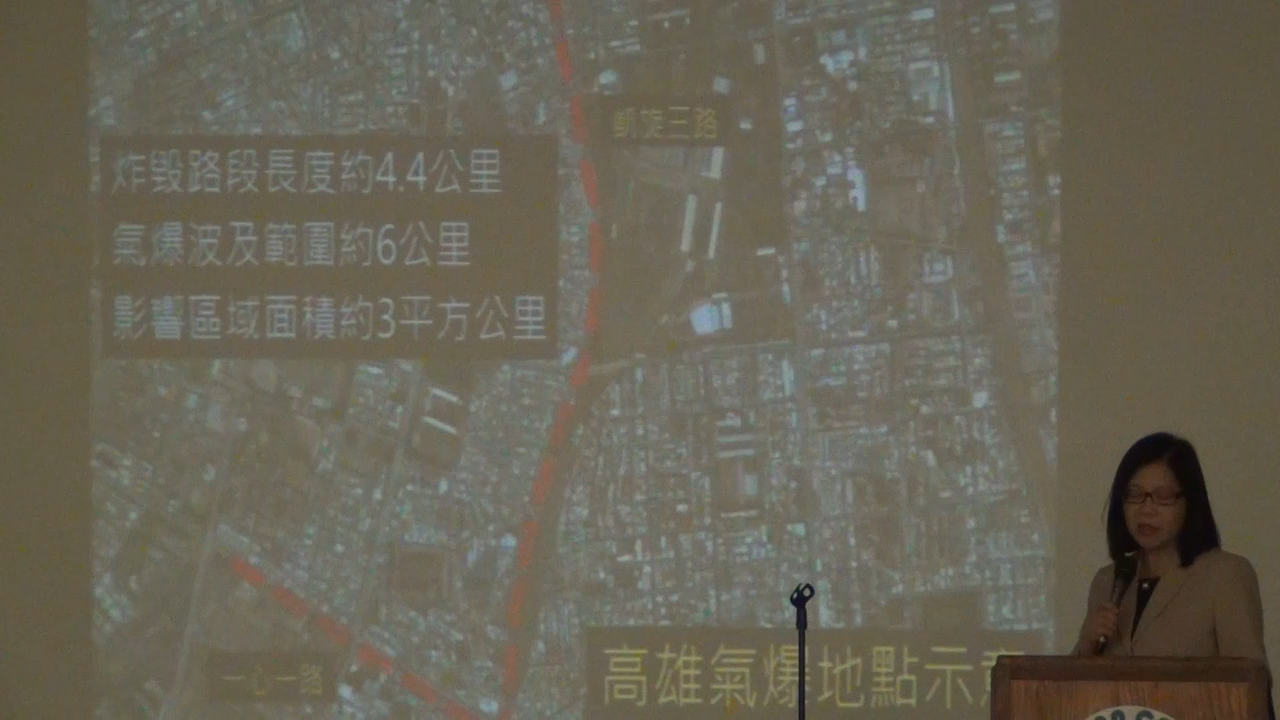 凱旋三路
炸毀路段長度約4.4公里
氣爆波及範圍約6公里
影響區域面積約3平方公里
一心一路
高雄氣爆地點示